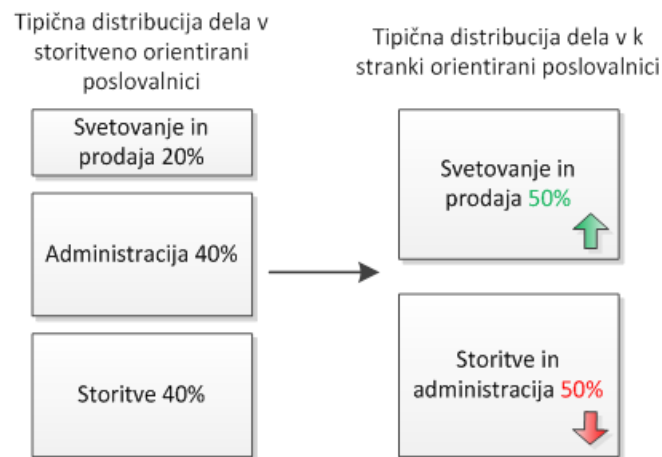 Tipična distribucija dela v
storitveno orientirani
poslovalnici
Svetovanje in
prodaja 20%
Administracija 40%
Storitve 40%
Tipična distribucija dela v k
stranki orientirani poslovalnici
Svetovanje in
prodaja 50%
Storitve in
administracija 50%